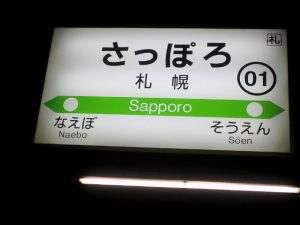 札
さっぽろ
札幌
01
Sapporo
なえぼ そうえん
Naebo Sōen